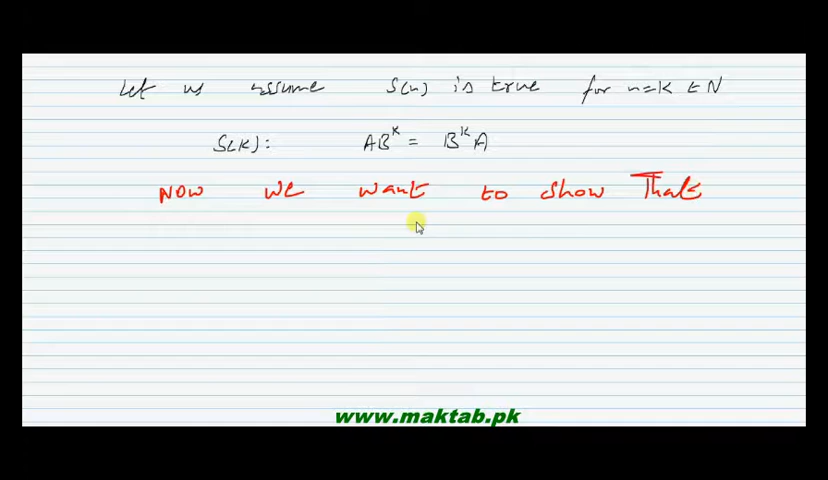 Let us assume S(n) is true for n=k ∈ N
S(k): AB^k = B^k A
NOW we want to show That
www.maktab.pk